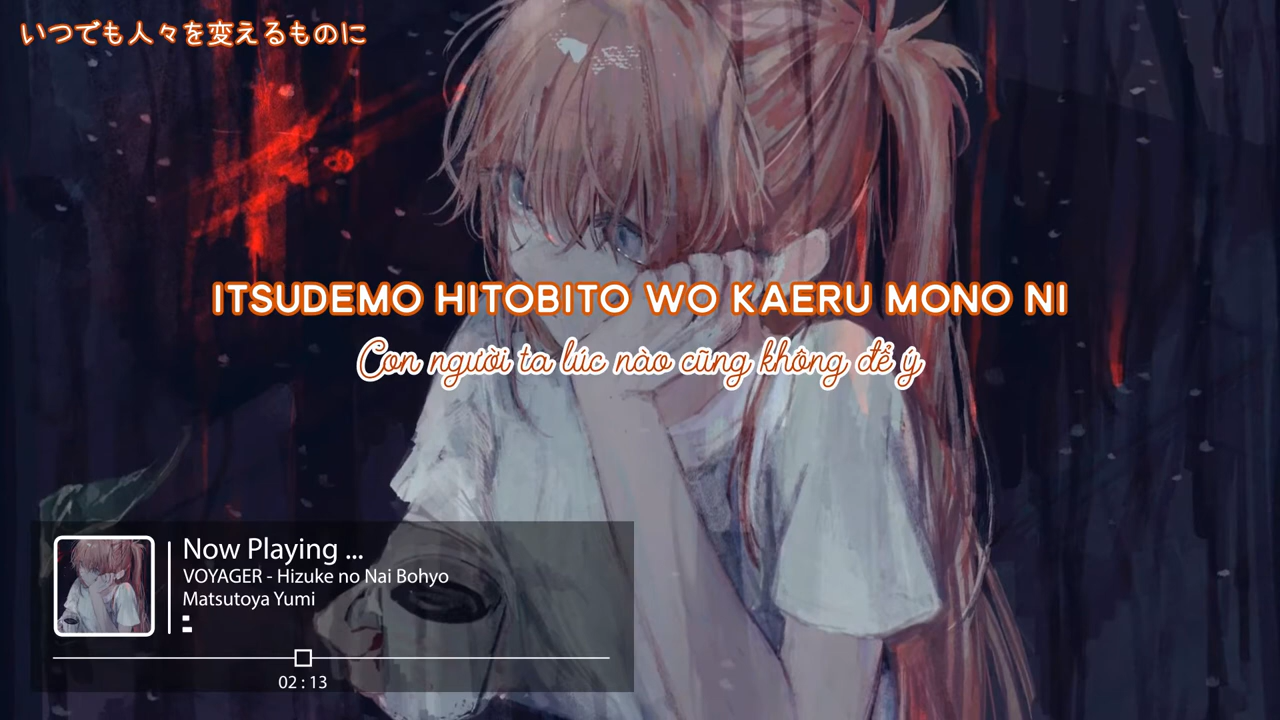 いつでも人々を変えるものに
ITSUDEMO HITOBITO WO KAERU MONO NI
Con người ta lúc nào cũng không để ý
Now Playing ...
VOYAGER - Hizuke no Nai Bohyo
Matsutoya Yumi
02 : 13